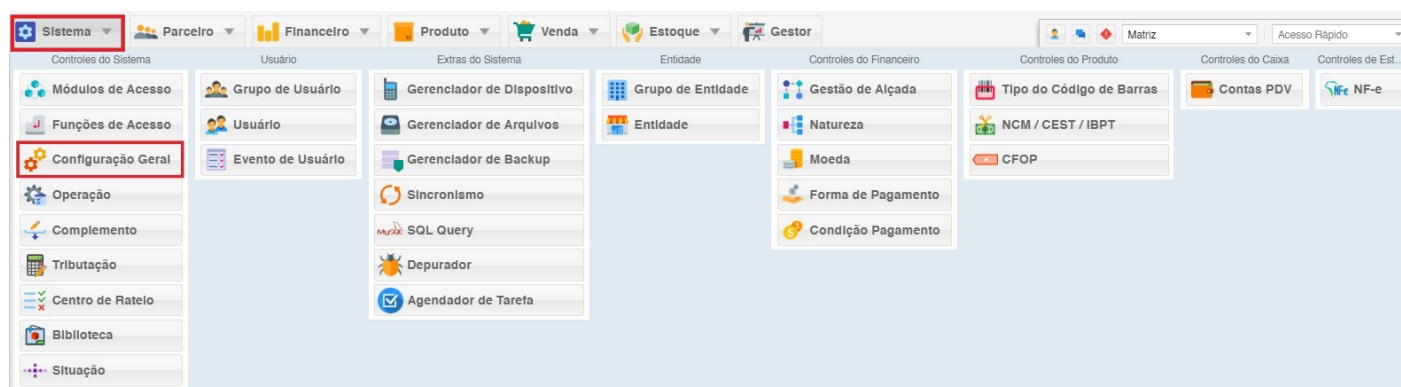 Sistema
Parceiro
Financeiro
Produto
Venda
Estoque
Gestor
Matriz
Acesso Rápido
Controles do Sistema
Usuário
Extras do Sistema
Entidade
Controles do Financeiro
Controles do Produto
Controles do Caixa
Controles de Est...
Módulos de Acesso
Grupo de Usuário
Gerenciador de Dispositivo
Grupo de Entidade
Gestão de Alçada
Tipo do Código de Barras
Contas PDV
NFe NF-e
Funções de Acesso
Usuário
Gerenciador de Arquivos
Entidade
Natureza
NCM / CEST / IBPT
Configuração Geral
Evento de Usuário
Gerenciador de Backup
Moeda
CFOP
Operação
Sincronismo
Forma de Pagamento
Complemento
MySQL SQL Query
Condição Pagamento
Tributação
Depurador
Centro de Rateio
Agendador de Tarefa
Biblioteca
Situação